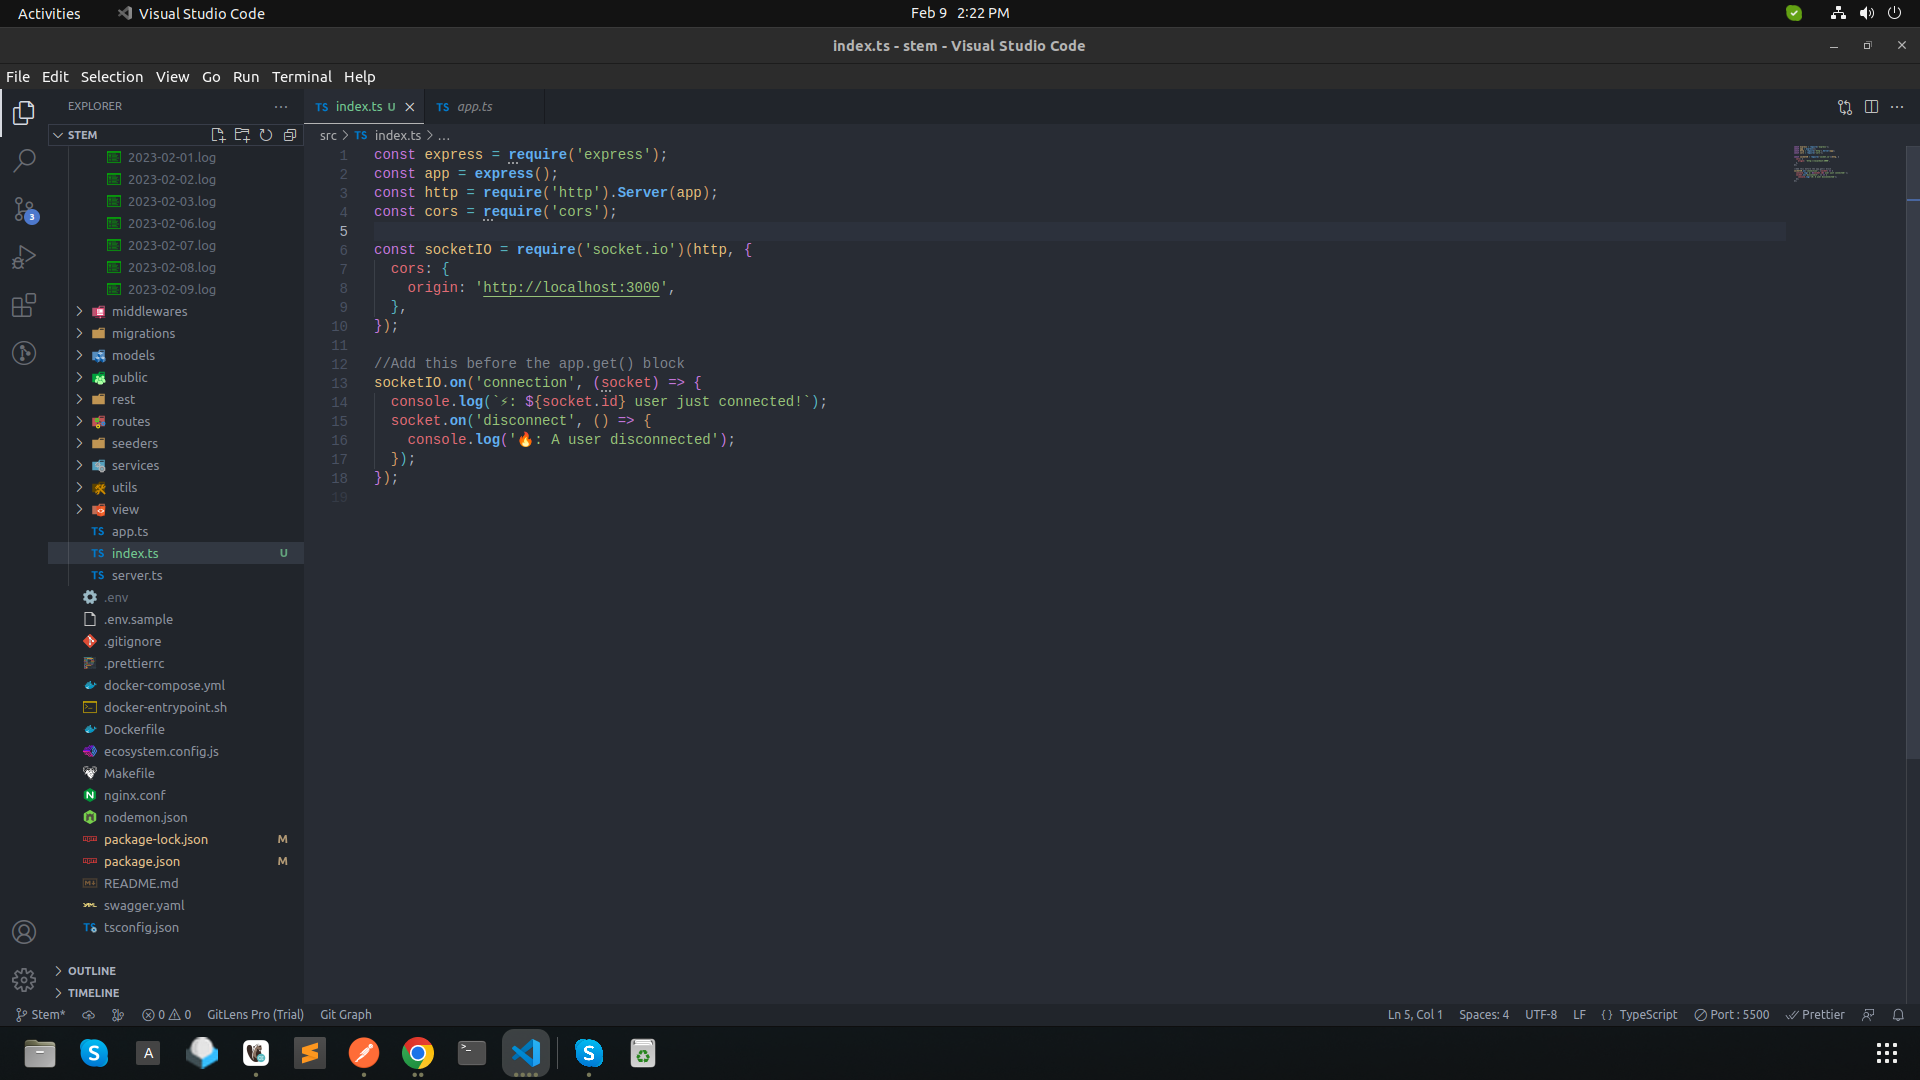 Activities
Visual Studio Code
Feb 9 2:22 PM
index.ts - stem - Visual Studio Code
File Edit Selection View Go Run Terminal Help
EXPLORER
STEM
2023-02-01.log
2023-02-02.log
2023-02-03.log
2023-02-06.log
2023-02-07.log
2023-02-08.log
2023-02-09.log
middlewares
migrations
models
public
rest
routes
seeders
services
utils
view
TS app.ts
TS index.ts U
TS server.ts
.env
.env.sample
.gitignore
.prettierrc
docker-compose.yml
docker-entrypoint.sh
Dockerfile
ecosystem.config.js
Makefile
nginx.conf
nodemon.json
package-lock.json M
package.json M
README.md
swagger.yaml
tsconfig.json
OUTLINE
TIMELINE
3
TS index.ts U
TS app.ts
src > TS index.ts > ...
1 const express = require('express');
2 const app = express();
3 const http = require('http').Server(app);
4 const cors = require('cors');
5
6 const socketIO = require('socket.io')(http, {
7 cors: {
8 origin: 'http://localhost:3000',
9 },
10 });
11
12 //Add this before the app.get() block
13 socketIO.on('connection', (socket) => {
14 console.log(`⚡: ${socket.id} user just connected!`);
15 socket.on('disconnect', () => {
16 console.log('🔥: A user disconnected');
17 });
18 });
19
Stem* 0 0 GitLens Pro (Trial) Git Graph
Ln 5, Col 1 Spaces: 4 UTF-8 LF {} TypeScript Port : 5500 Prettier